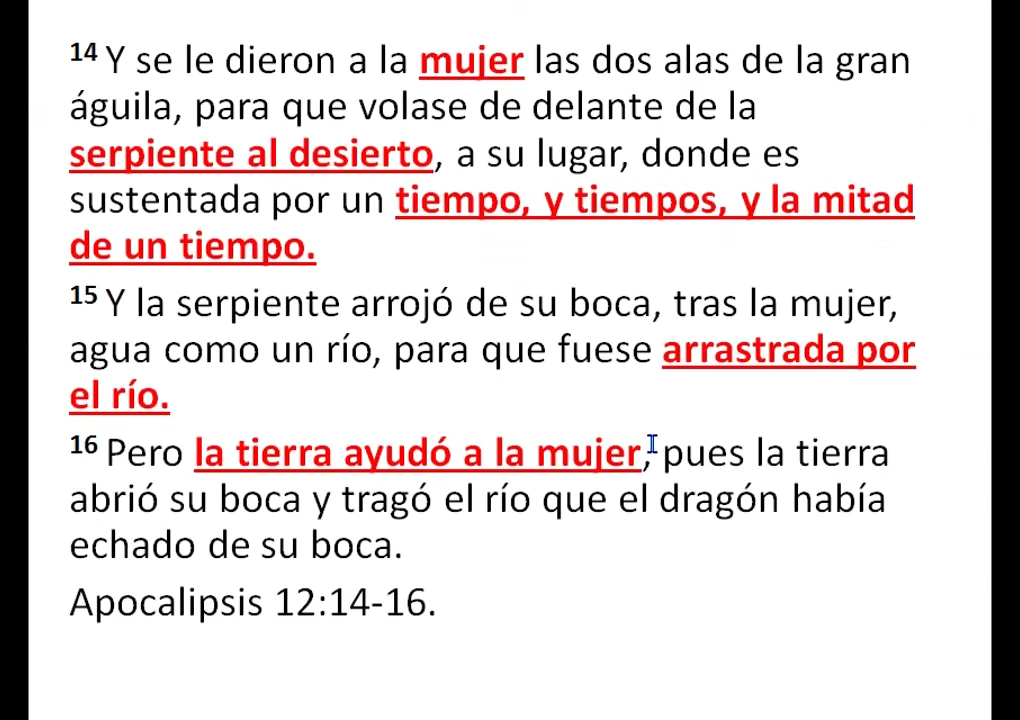 14 Y se le dieron a la mujer las dos alas de la gran
águila, para que volase de delante de la
serpiente al desierto, a su lugar, donde es
sustentada por un tiempo, y tiempos, y la mitad
de un tiempo.
15 Y la serpiente arrojó de su boca, tras la mujer,
agua como un río, para que fuese arrastrada por
el río.
16 Pero la tierra ayudó a la mujer, pues la tierra
abrió su boca y tragó el río que el dragón había
echado de su boca.
Apocalipsis 12:14-16.